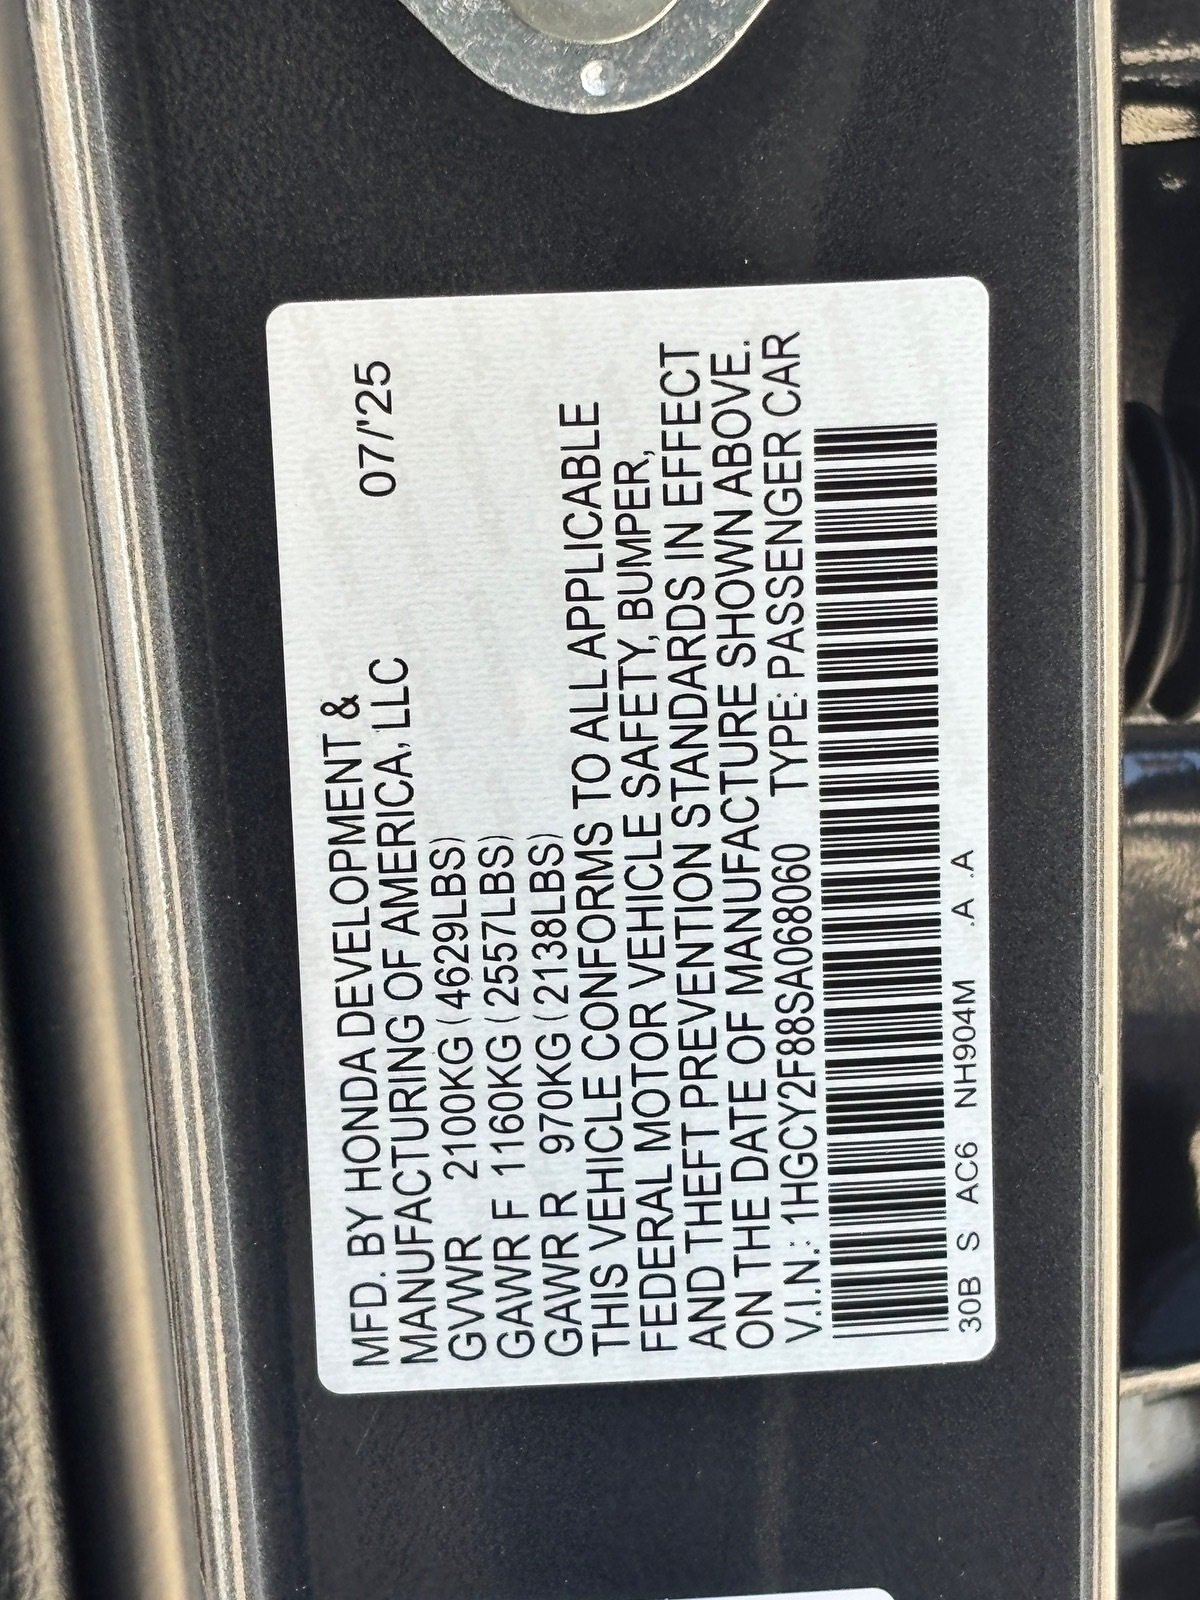 MFD. BY HONDA DEVELOPMENT &
MANUFACTURING OF AMERICA, LLC 07/'25
GVWR 2100KG (4629LBS)
GAWR F 1160KG (2557LBS)
GAWR R 970KG (2138LBS)
THIS VEHICLE CONFORMS TO ALL APPLICABLE
FEDERAL MOTOR VEHICLE SAFETY, BUMPER,
AND THEFT PREVENTION STANDARDS IN EFFECT
ON THE DATE OF MANUFACTURE SHOWN ABOVE.
V.I.N.: 1HGCY2F88SA068060 TYPE: PASSENGER CAR
30B S AC6 NH904M .A .A